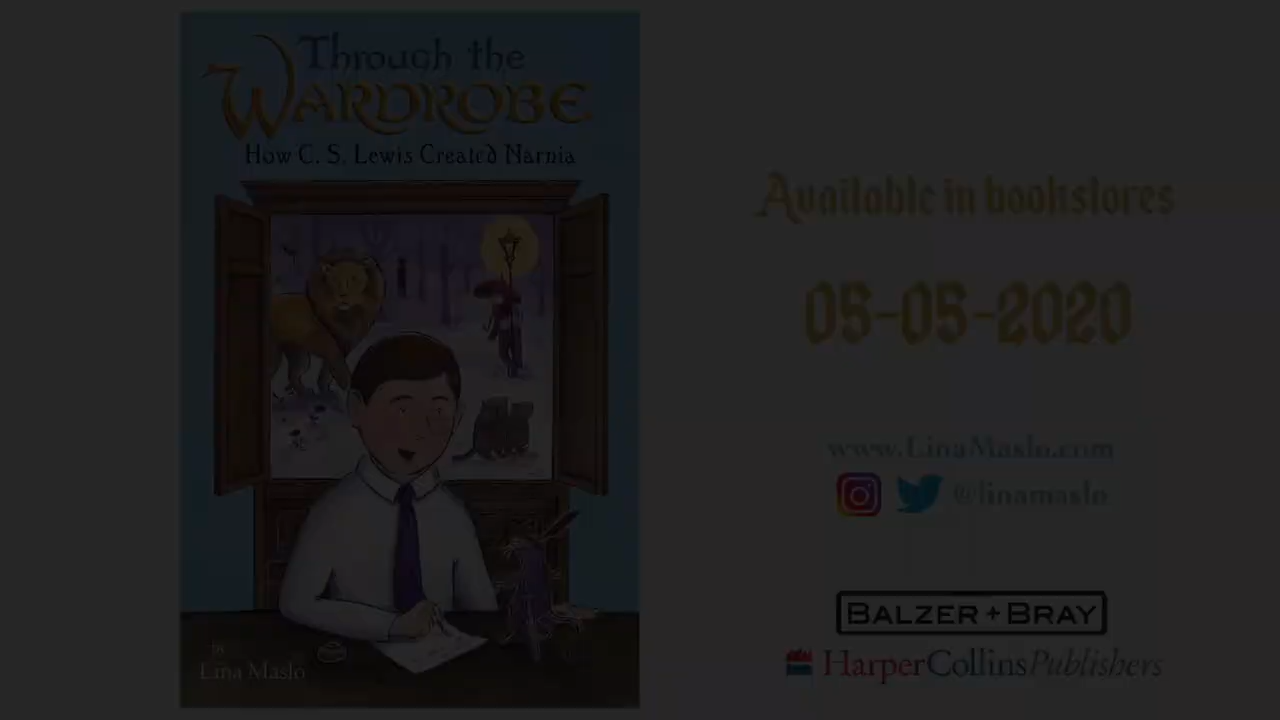 Through the
WARDROBE
How C. S. Lewis Created Narnia
by
Lina Maslo
Available in bookstores
05-05-2020
www.LinaMaslo.com
@linamaslo
BALZER + BRAY
HarperCollinsPublishers